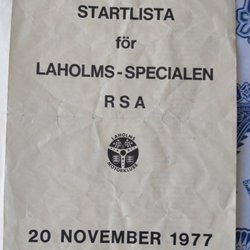 STARTLISTA
för
LAHOLMS-SPECIALEN
RSA
LAHOLMS
MOTORKLUBB
20 NOVEMBER 1977